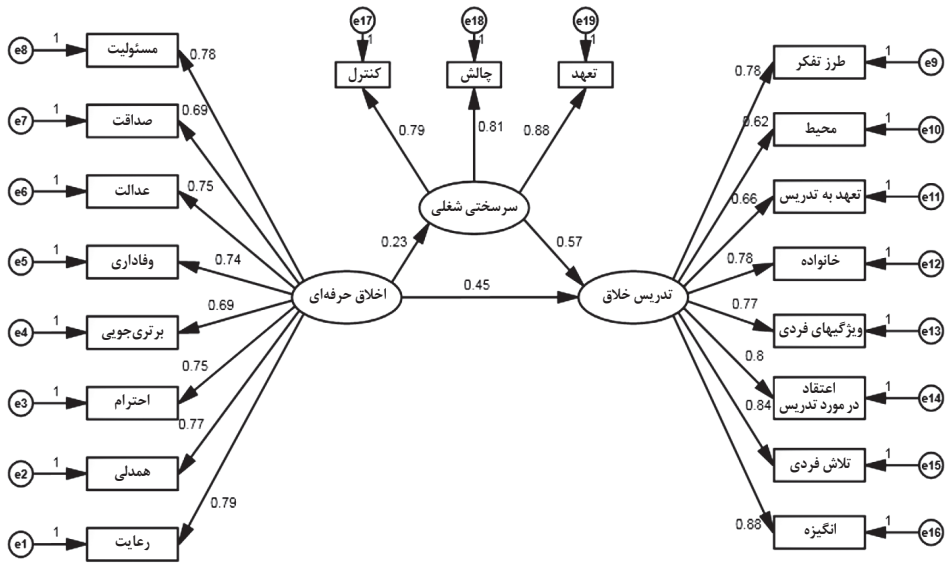 e17
e18
e19
1
1
1
کنترل
چالش
تعهد
0.79
0.81
0.88
سرسختی شغلی
e8
1
مسئولیت
0.78
e7
1
صداقت
0.69
e6
1
عدالت
0.75
e5
1
وفاداری
0.74
e4
1
برتری‌جویی
0.69
e3
1
احترام
0.75
e2
1
همدلی
0.77
e1
1
رعایت
0.79
اخلاق حرفه‌ای
0.23
0.57
0.45
تدریس خلاق
0.78
طرز تفکر
1
e9
0.62
محیط
1
e10
0.66
تعهد به تدریس
1
e11
0.78
خانواده
1
e12
0.77
ویژگیهای فردی
1
e13
0.8
اعتقاد
در مورد تدریس
1
e14
0.84
تلاش فردی
1
e15
0.88
انگیزه
1
e16